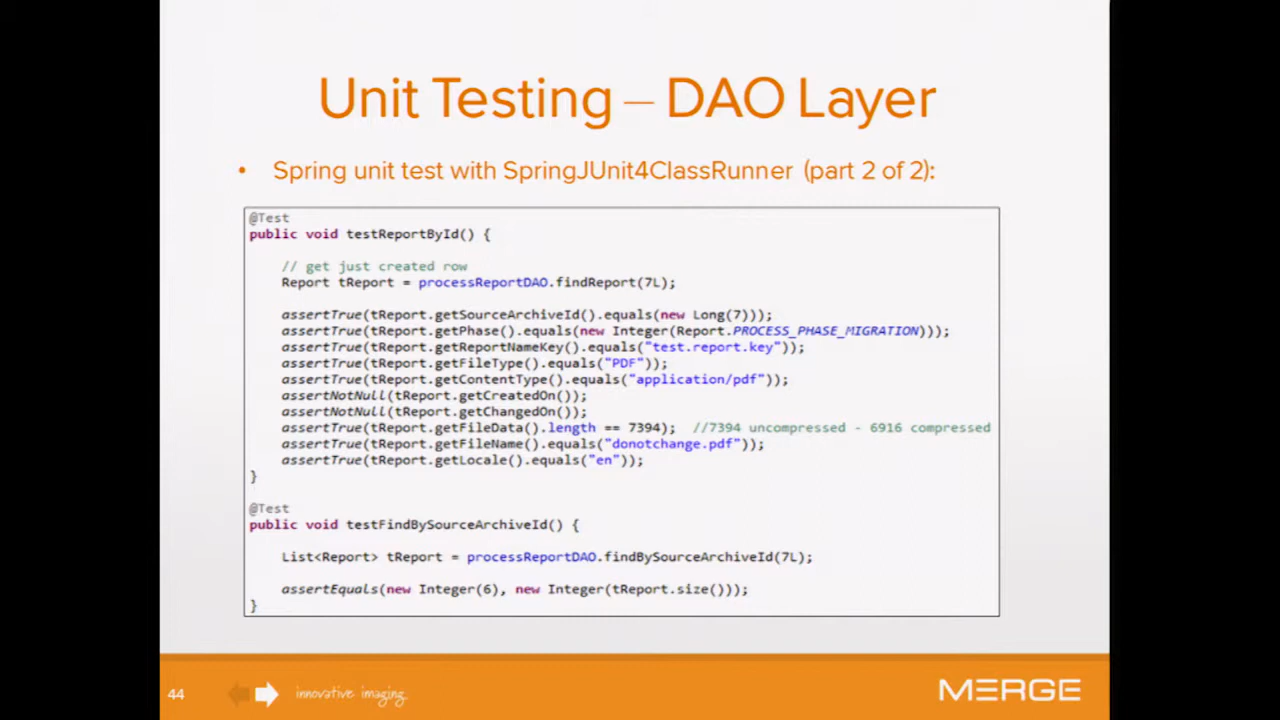 Unit Testing – DAO Layer
• Spring unit test with SpringJUnit4ClassRunner (part 2 of 2):
@Test
public void testReportById() {
// get just created row
Report tReport = processReportDAO.findReport(7L);
assertTrue(tReport.getSourceArchiveId().equals(new Long(7)));
assertTrue(tReport.getPhase().equals(new Integer(Report.PROCESS_PHASE_MIGRATION)));
assertTrue(tReport.getReportNameKey().equals("test.report.key"));
assertTrue(tReport.getFileType().equals("PDF"));
assertTrue(tReport.getContentType().equals("application/pdf"));
assertNotNull(tReport.getCreatedOn());
assertNotNull(tReport.getChangedOn());
assertTrue(tReport.getFileData().length == 7394); //7394 uncompressed - 6916 compressed
assertTrue(tReport.getFileName().equals("donotchange.pdf"));
assertTrue(tReport.getLocale().equals("en"));
}
@Test
public void testFindBySourceArchiveId() {
List<Report> tReport = processReportDAO.findBySourceArchiveId(7L);
assertEquals(new Integer(6), new Integer(tReport.size()));
}
44
innovative imaging.
MERGE